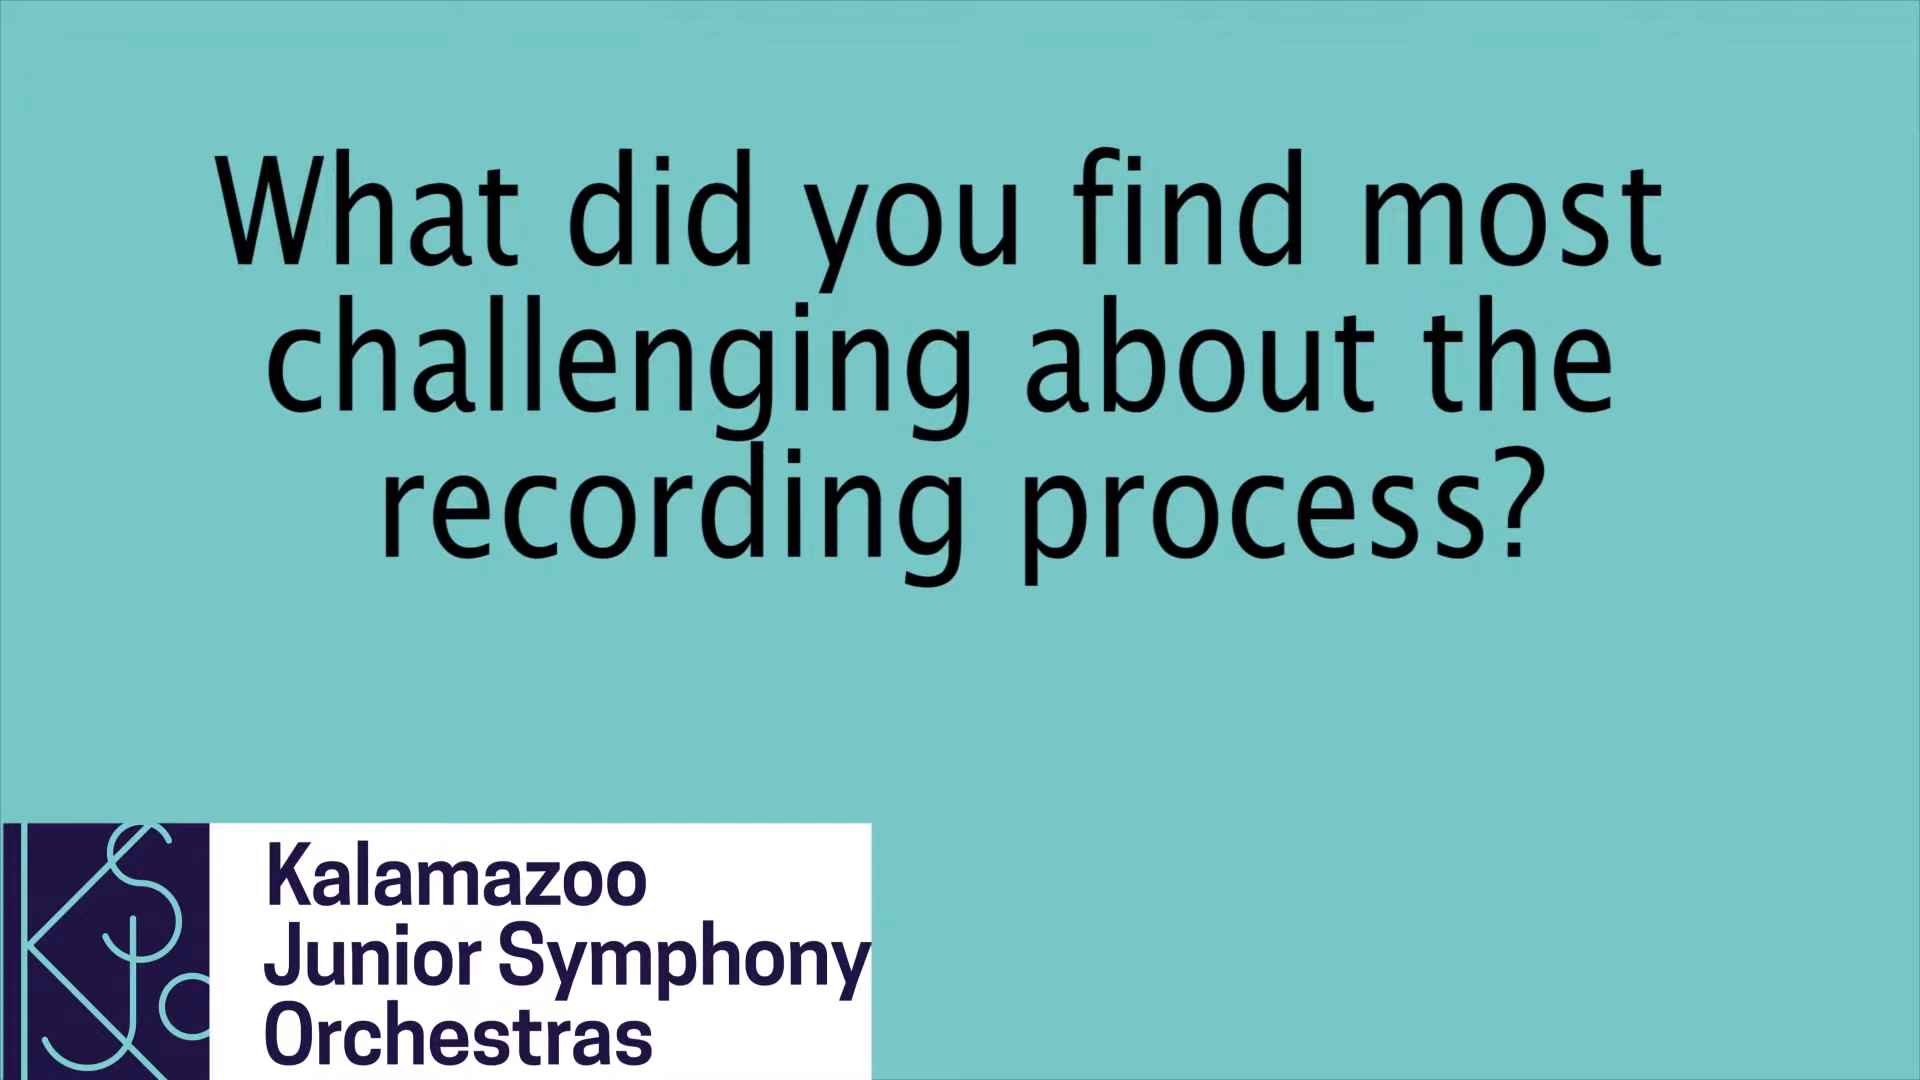 What did you find most
challenging about the
recording process?
Kalamazoo
Junior Symphony
Orchestras